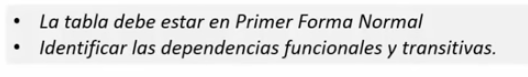 • La tabla debe estar en Primer Forma Normal
• Identificar las dependencias funcionales y transitivas.